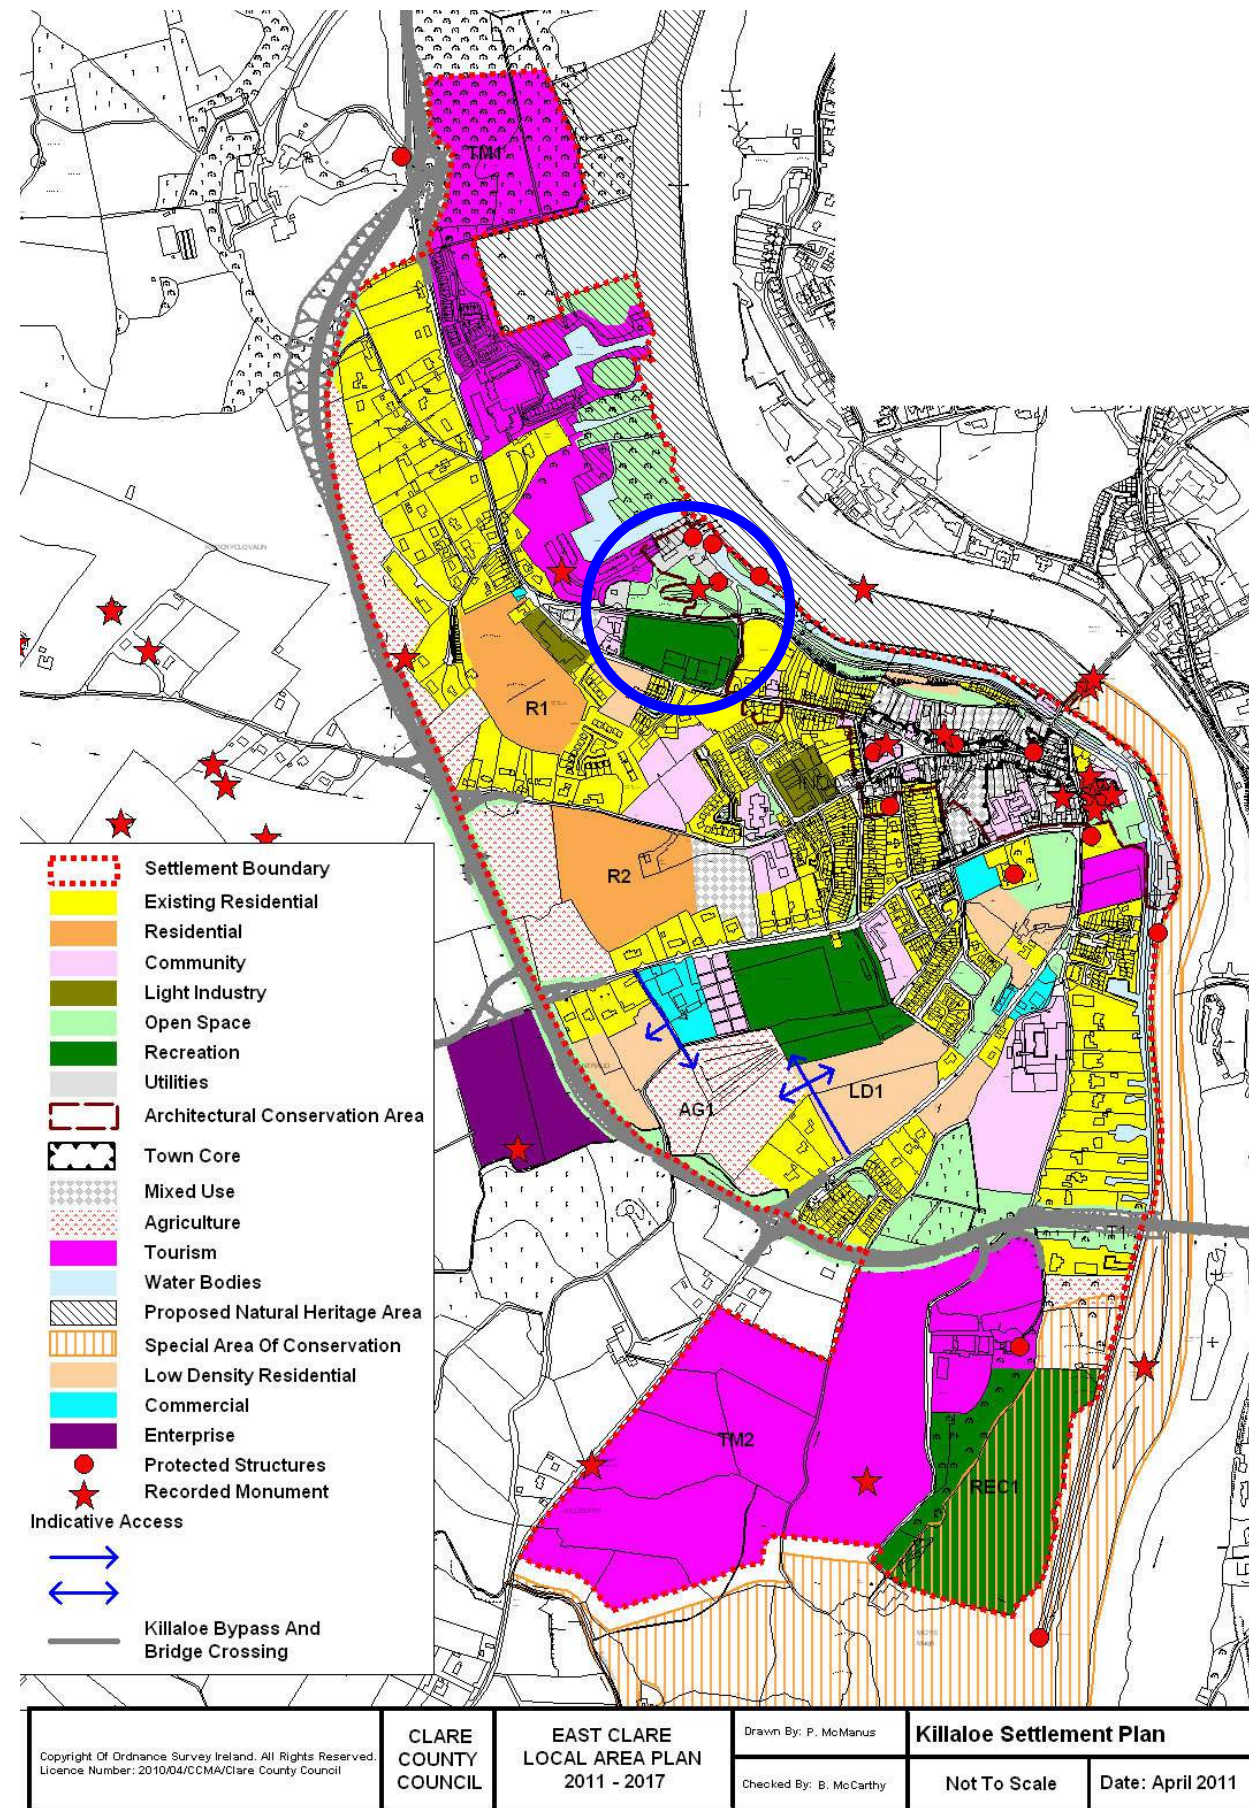 TM1
R1
IND1
R2
AG1
LD1
T1
TM2
REC1
Settlement Boundary
Existing Residential
Residential
Community
Light Industry
Open Space
Recreation
Utilities
Architectural Conservation Area
Town Core
Mixed Use
Agriculture
Tourism
Water Bodies
Proposed Natural Heritage Area
Special Area Of Conservation
Low Density Residential
Commercial
Enterprise
Protected Structures
Recorded Monument
Indicative Access
Killaloe Bypass And
Bridge Crossing
Copyright Of Ordnance Survey Ireland. All Rights Reserved.
Licence Number: 2010/04/CCMA/Clare County Council
CLARE
COUNTY
COUNCIL
EAST CLARE
LOCAL AREA PLAN
2011 - 2017
Drawn By: P. McManus
Checked By: B. McCarthy
Killaloe Settlement Plan
Not To Scale
Date: April 2011